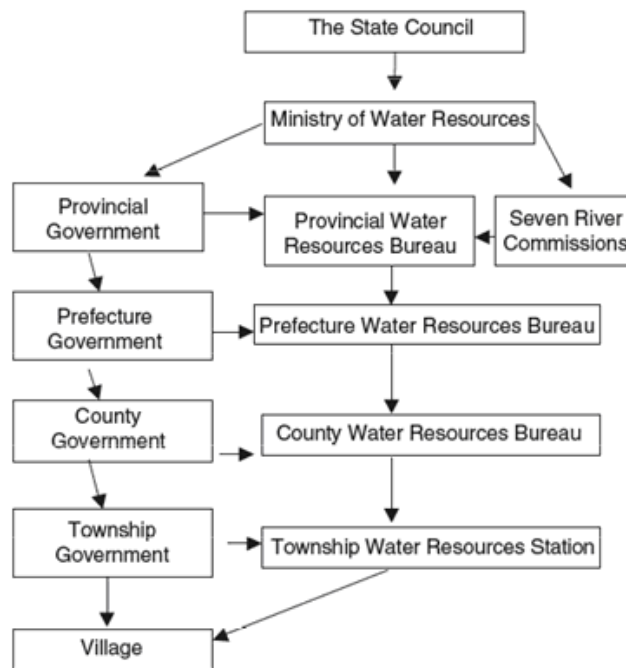 The State Council
Ministry of Water Resources
Provincial
Government
Provincial Water
Resources Bureau
Seven River
Commissions
Prefecture
Government
Prefecture Water Resources Bureau
County
Government
County Water Resources Bureau
Township
Government
Township Water Resources Station
Village